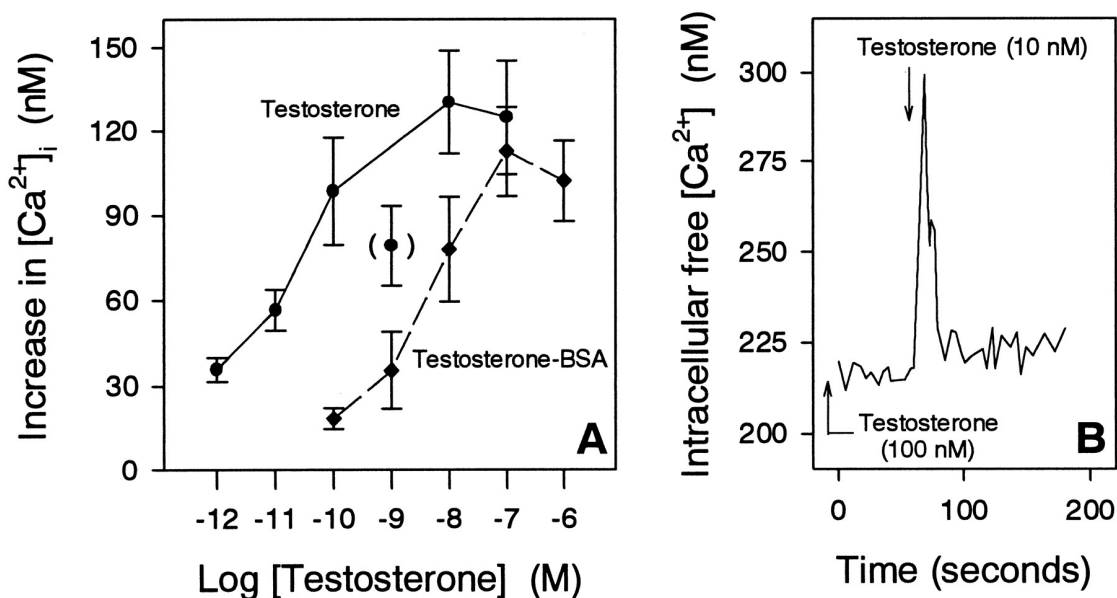 Increase in [Ca2+]i (nM)
150
120
90
60
30
0
Testosterone
( )
Testosterone-BSA
A
-12 -11 -10 -9 -8 -7 -6
Log [Testosterone] (M)
Intracellular free [Ca2+] (nM)
300
275
250
225
200
Testosterone (10 nM)
Testosterone
(100 nM)
B
0 100 200
Time (seconds)